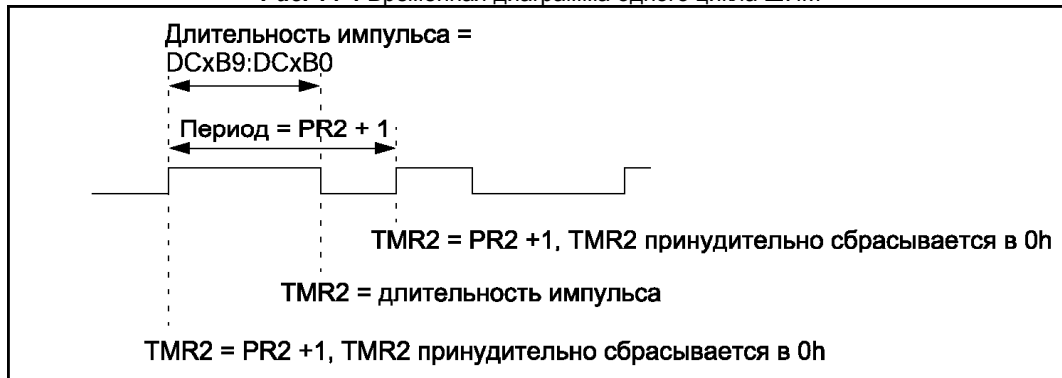 Длительность импульса =
DCxB9:DCxB0
Период = PR2 + 1
TMR2 = PR2 +1, TMR2 принудительно сбрасывается в 0h
TMR2 = длительность импульса
TMR2 = PR2 +1, TMR2 принудительно сбрасывается в 0h